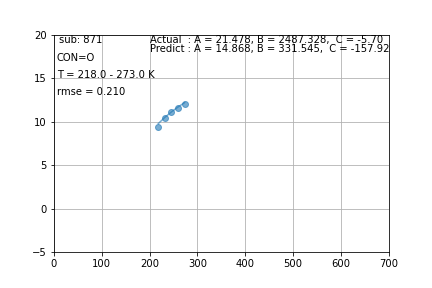 sub: 871
Actual : A = 21.478, B = 2487.328, C = -5.70
Predict : A = 14.868, B = 331.545, C = -157.92
CON=O
T = 218.0 - 273.0 K
rmse = 0.210
20
15
10
5
0
−5
0 100 200 300 400 500 600 700